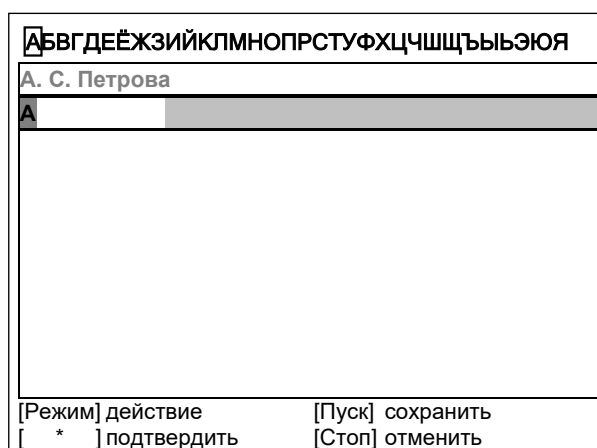 АБВГДЕЁЖЗИЙКЛМНОПРСТУФХЦЧШЩЪЫЬЭЮЯ
А. С. Петрова
А
[Режим] действие [Пуск] сохранить
[ * ] подтвердить [Стоп] отменить